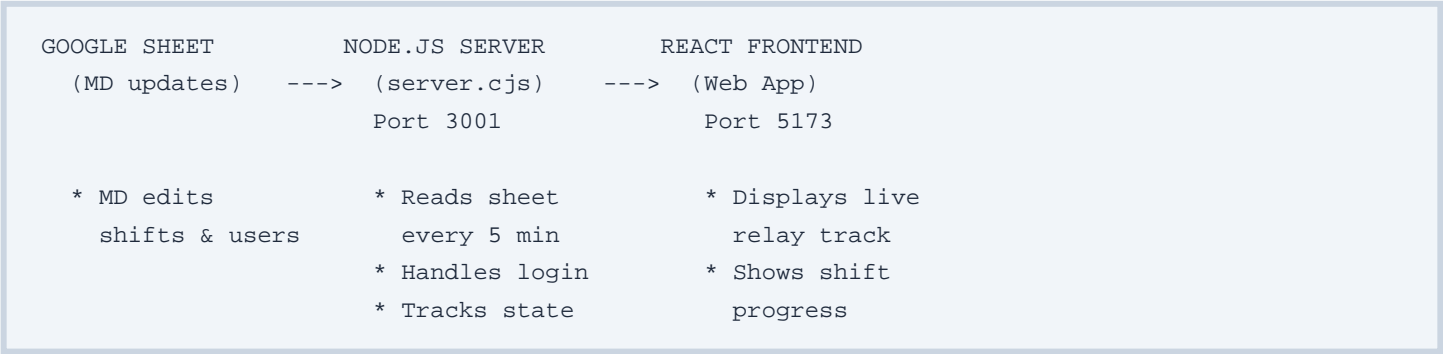 GOOGLE SHEET NODE.JS SERVER REACT FRONTEND
(MD updates) ---> (server.cjs) ---> (Web App)
Port 3001 Port 5173
* MD edits * Reads sheet * Displays live
shifts & users every 5 min relay track
* Handles login * Shows shift
* Tracks state progress